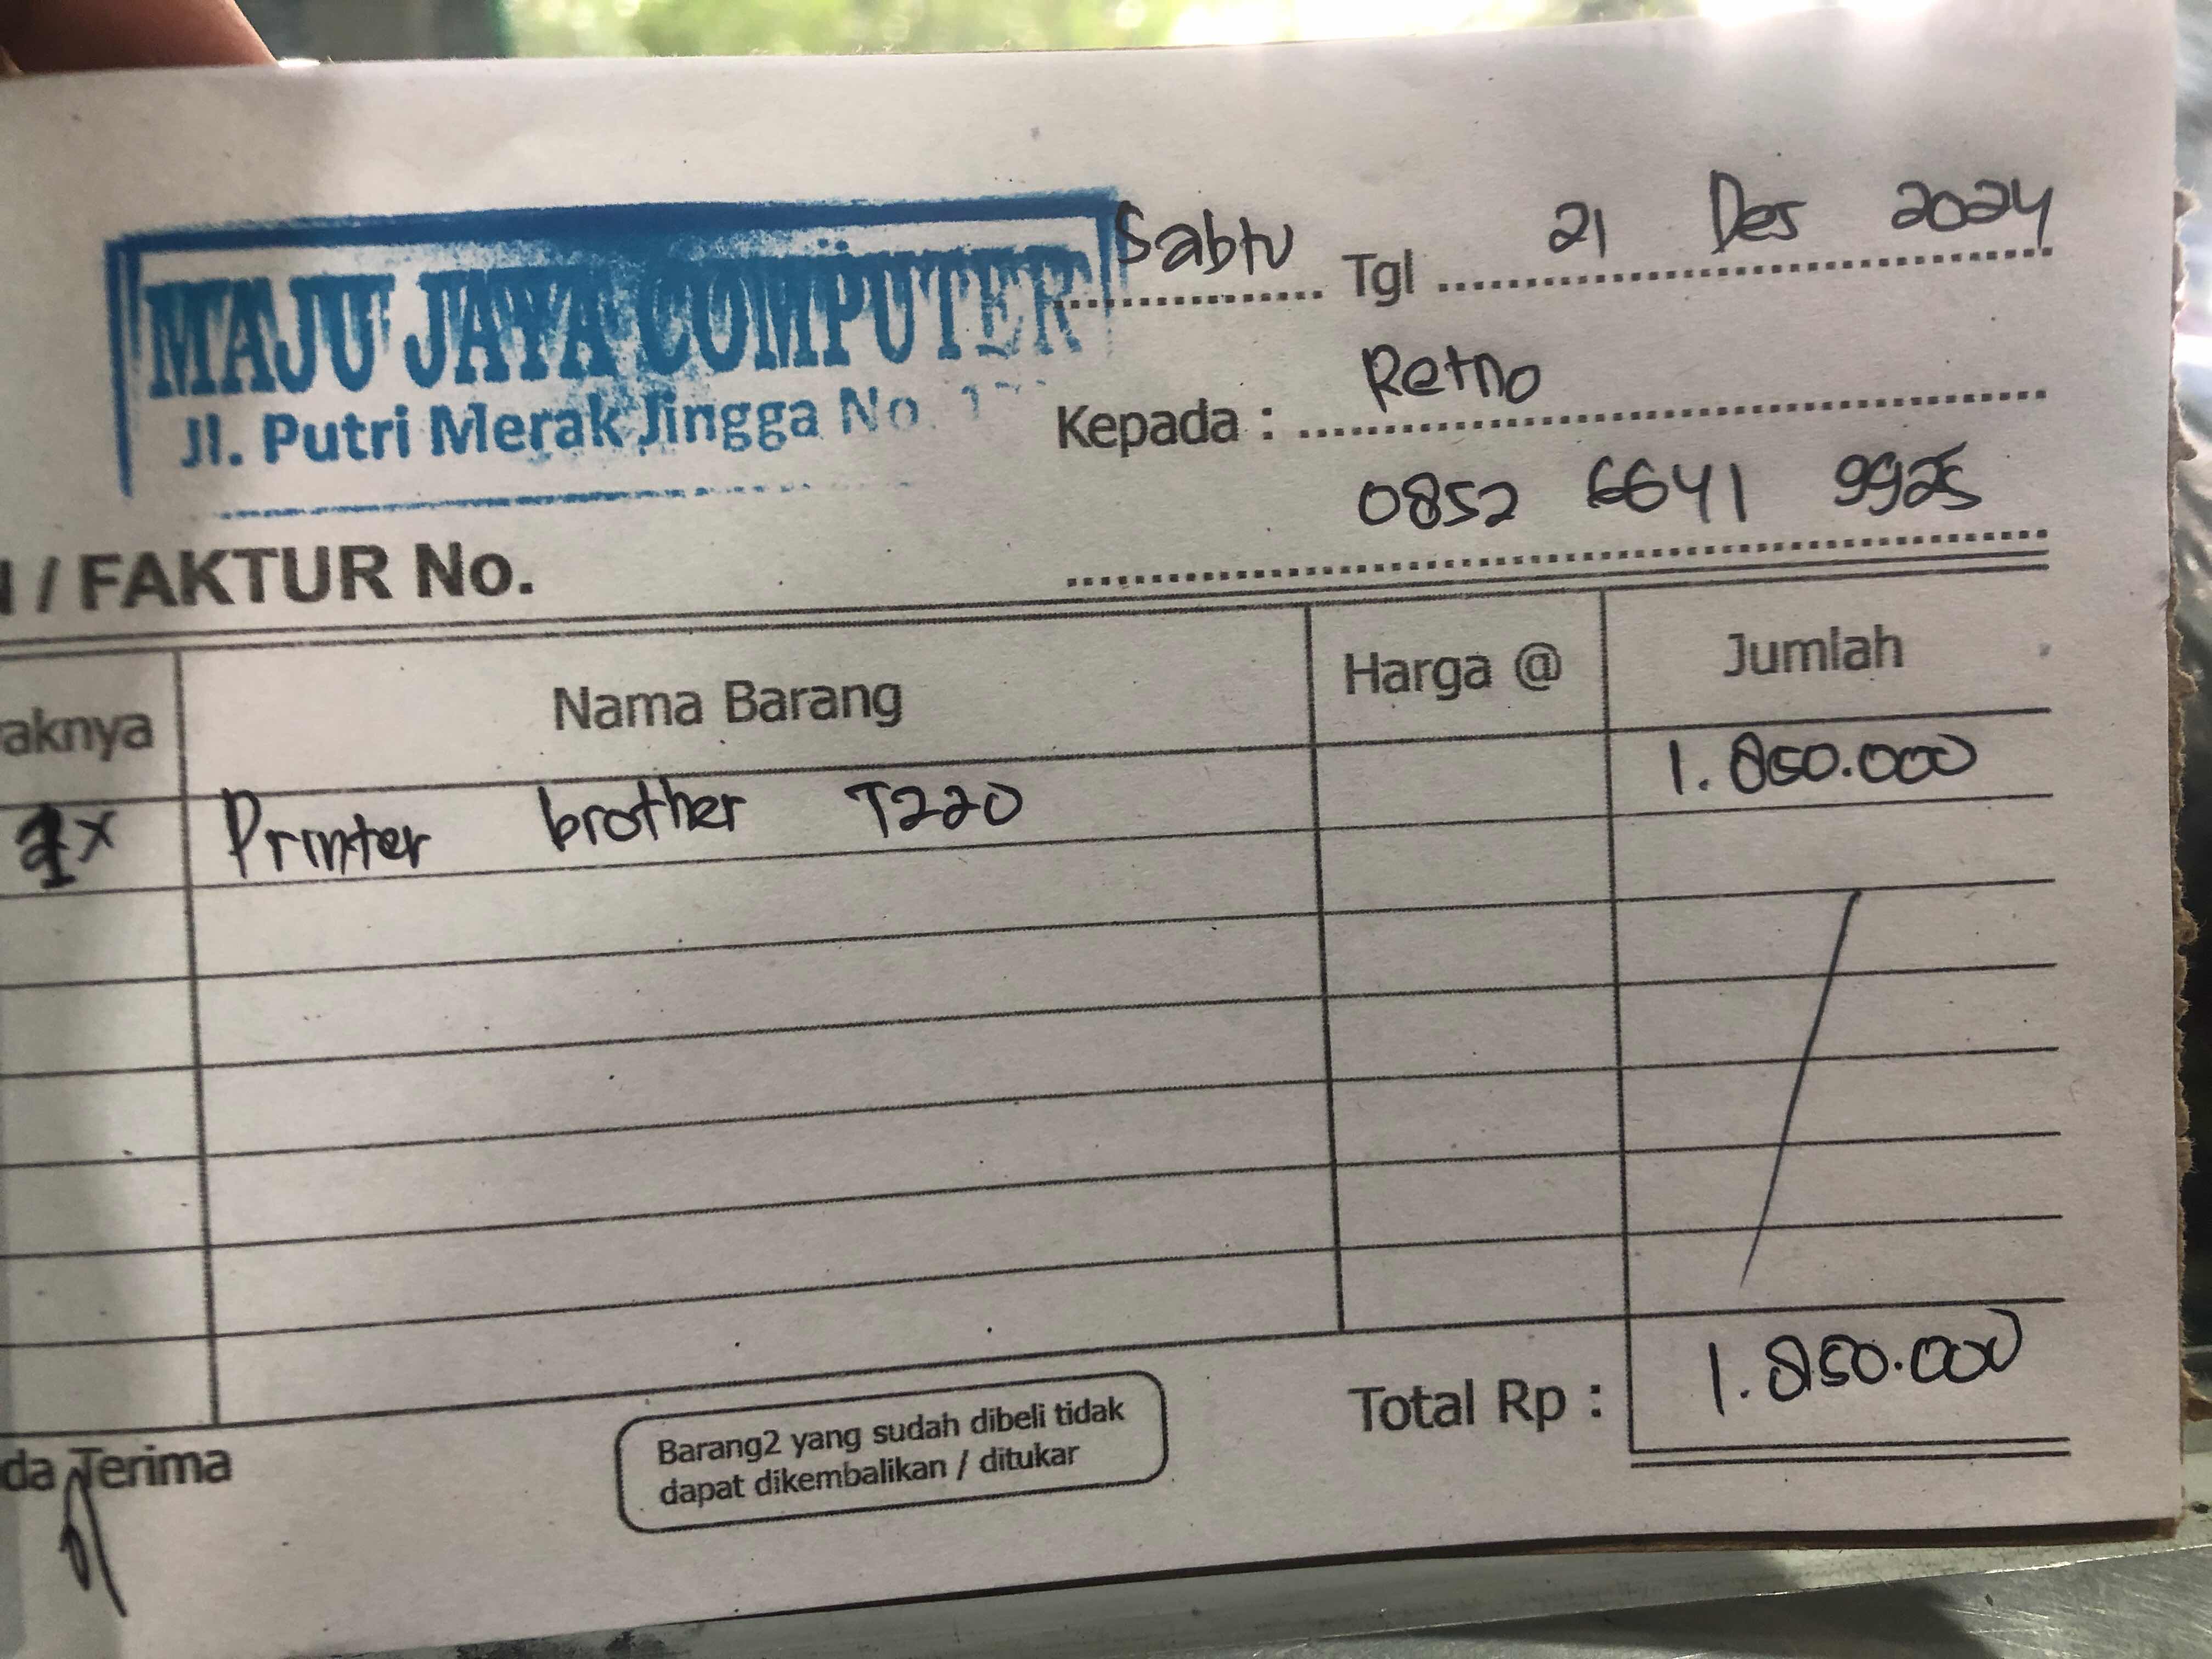 MAJU JAYA COMPUTER
Jl. Putri Merak Jingga No.
Sabtu Tgl 21 Des 2024
Kepada : Retno
0852 6641 9925
/ FAKTUR No.
aknya Nama Barang Harga @ Jumlah
1x Printer brother T220 1.850.000
Total Rp : 1.850.000
da Terima
Barang2 yang sudah dibeli tidak
dapat dikembalikan / ditukar